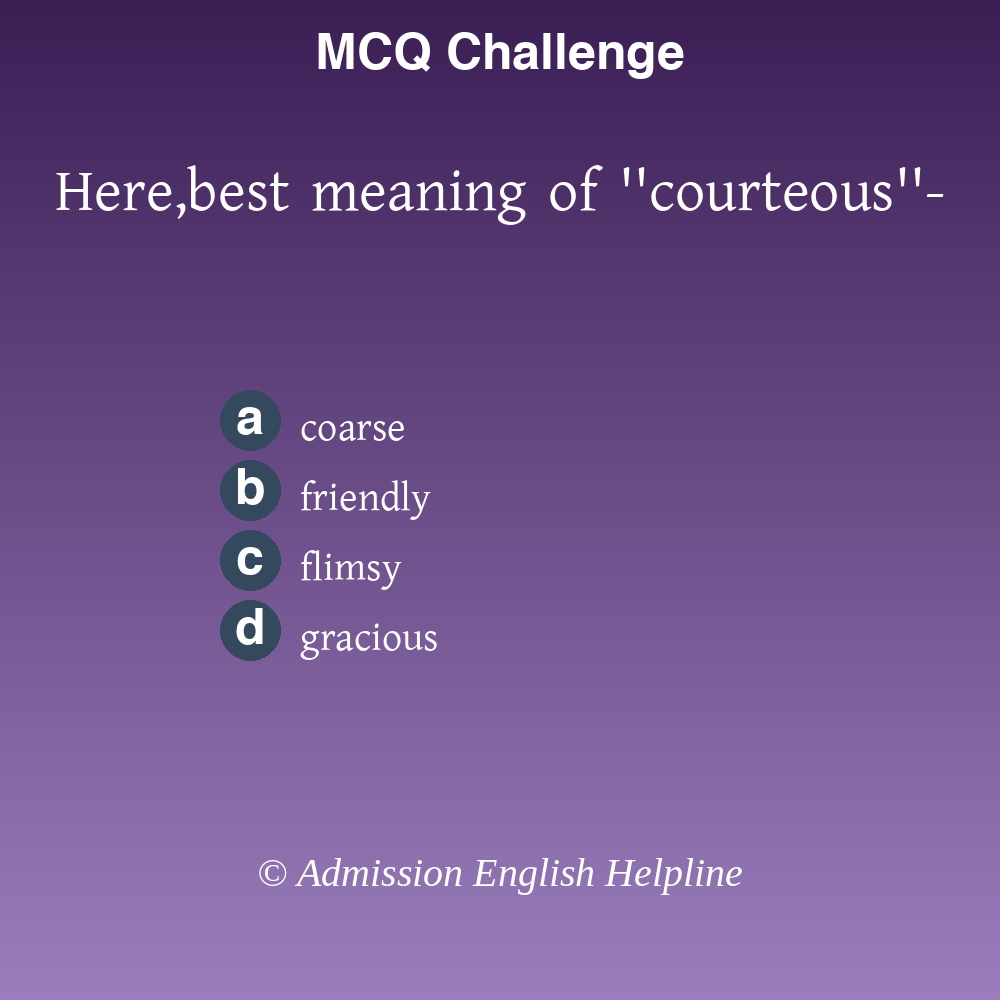 MCQ Challenge
Here,best meaning of "courteous"-
a coarse
b friendly
c flimsy
d gracious
© Admission English Helpline